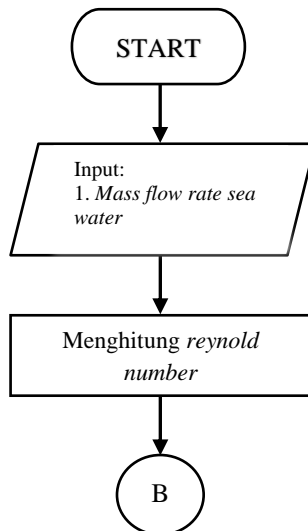 START
Input:
1. Mass flow rate sea
water
Menghitung reynold
number
B